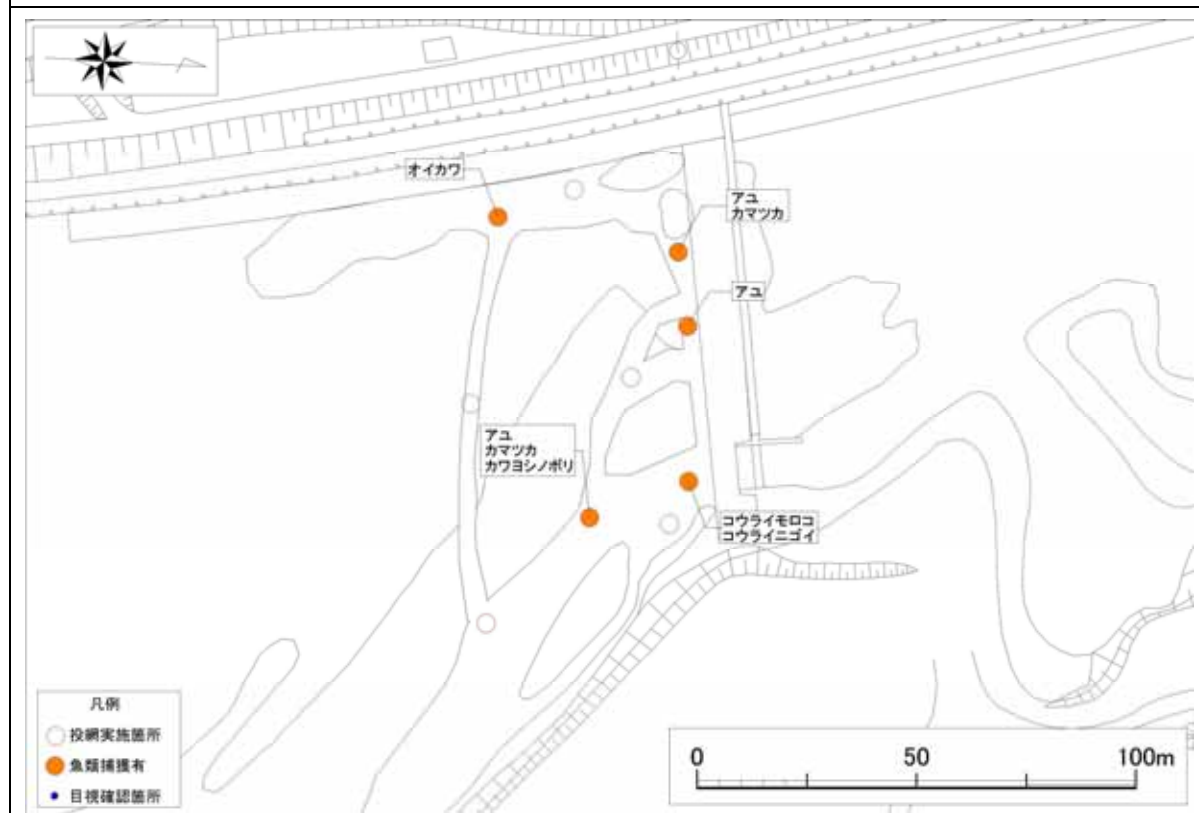 オイカワ
アユ
カマツカ
アユ
アユ
カマツカ
カワヨシノボリ
コウライモロコ
コウライニゴイ
凡例
投網実施箇所
魚類捕獲有
目視確認箇所
0 50 100m